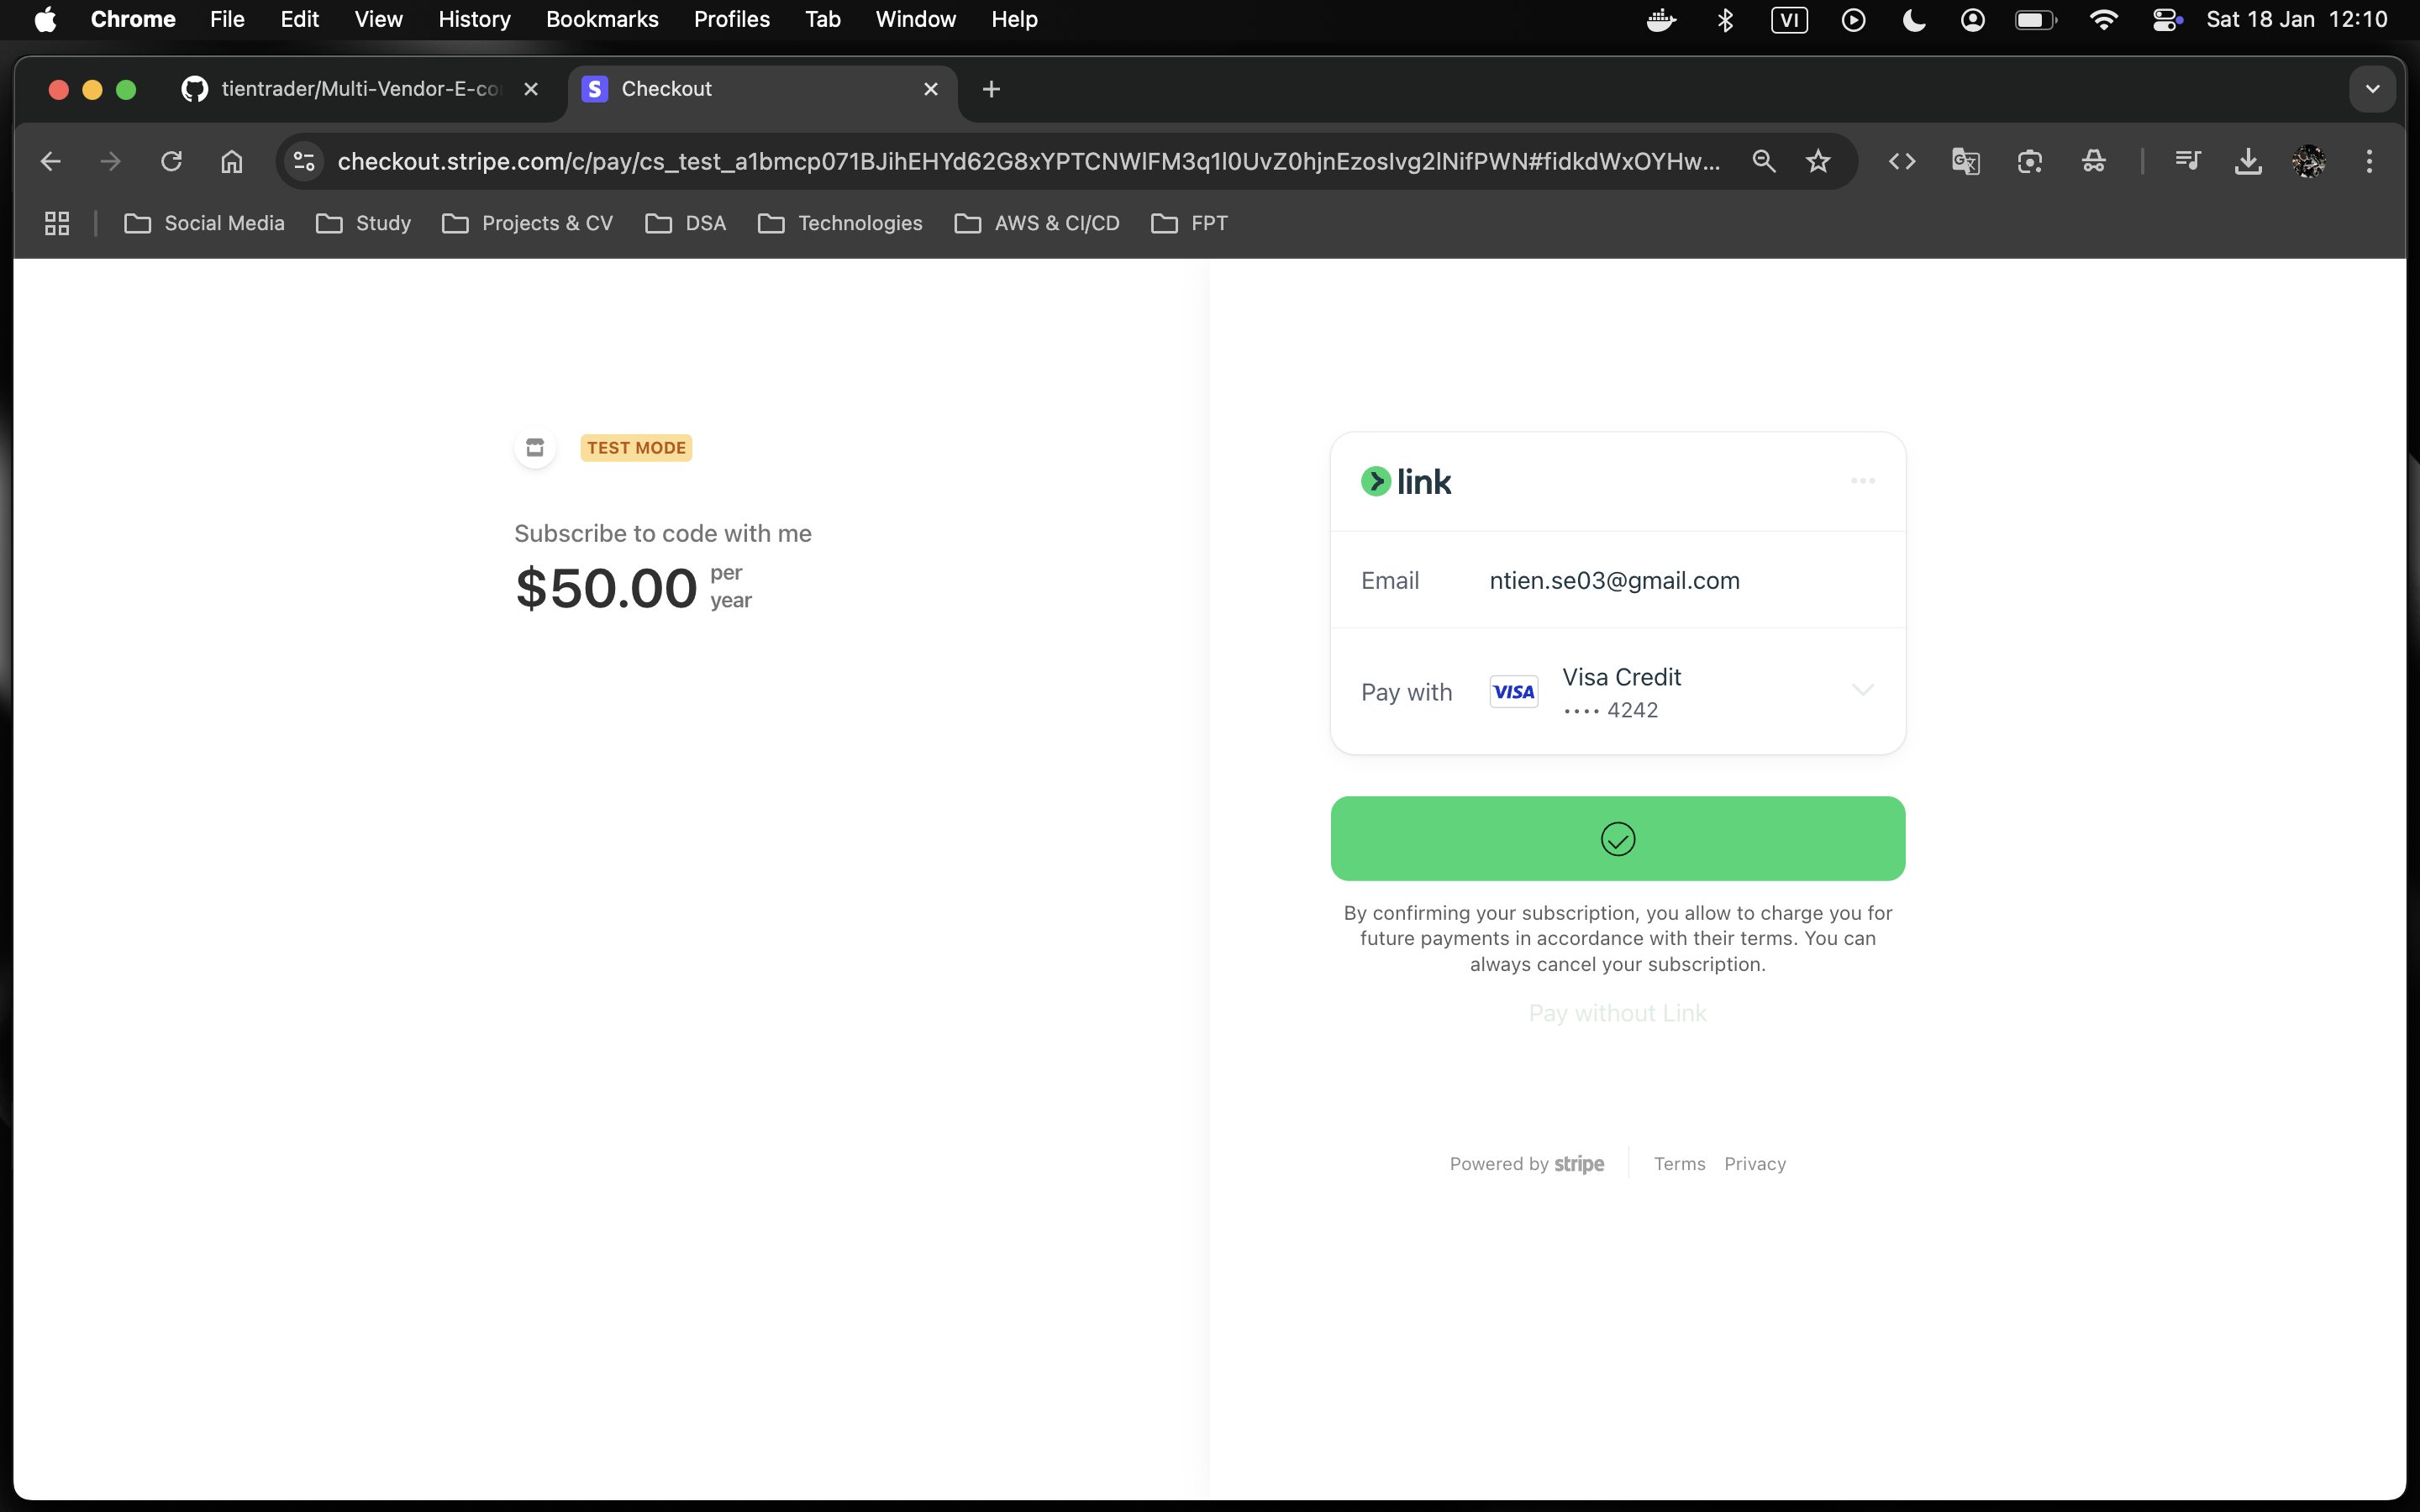 Chrome File Edit View History Bookmarks Profiles Tab Window Help VI Sat 18 Jan 12:10
tientrader/Multi-Vendor-E-co Checkout
checkout.stripe.com/c/pay/cs_test_a1bmcp071BJihEHYd62G8xYPTCNWlFM3q1l0UvZ0hjnEzosIvg2lNifPWN#fidkdWxOYHw...
Social Media Study Projects & CV DSA Technologies AWS & CI/CD FPT
TEST MODE
Subscribe to code with me
$50.00 per
year
link
Email ntien.se03@gmail.com
Pay with VISA Visa Credit
•••• 4242
By confirming your subscription, you allow to charge you for
future payments in accordance with their terms. You can
always cancel your subscription.
Pay without Link
Powered by stripe Terms Privacy